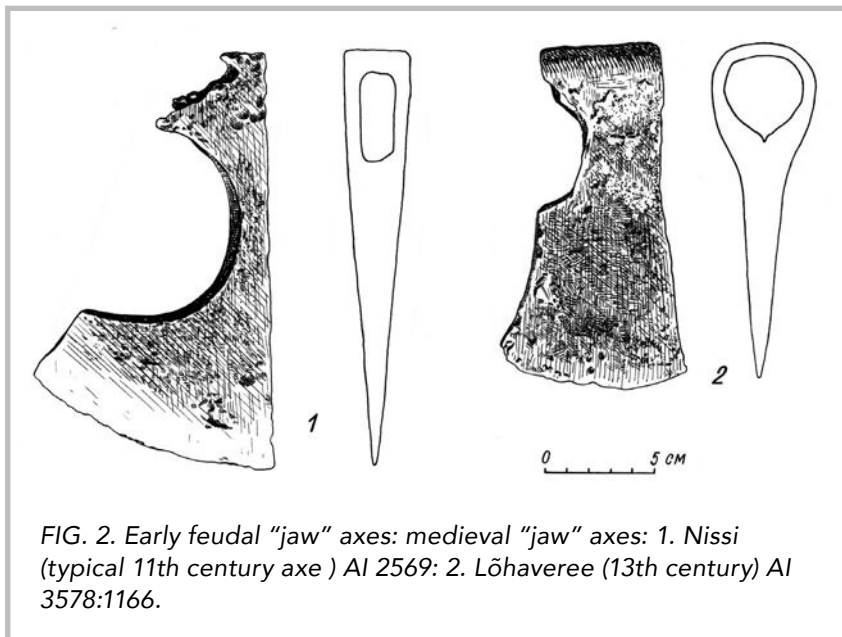 1
2
0 5 см
FIG. 2. Early feudal “jaw” axes: medieval “jaw” axes: 1. Nissi
(typical 11th century axe ) AI 2569: 2. Lõhaveree (13th century) AI
3578:1166.